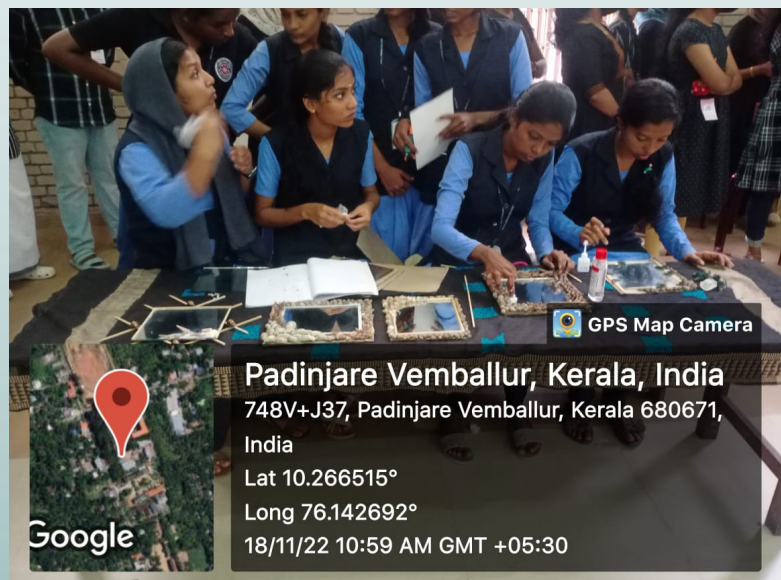 GPS Map Camera
Padinjare Vemballur, Kerala, India
748V+J37, Padinjare Vemballur, Kerala 680671,
India
Lat 10.266515°
Long 76.142692°
18/11/22 10:59 AM GMT +05:30
Google